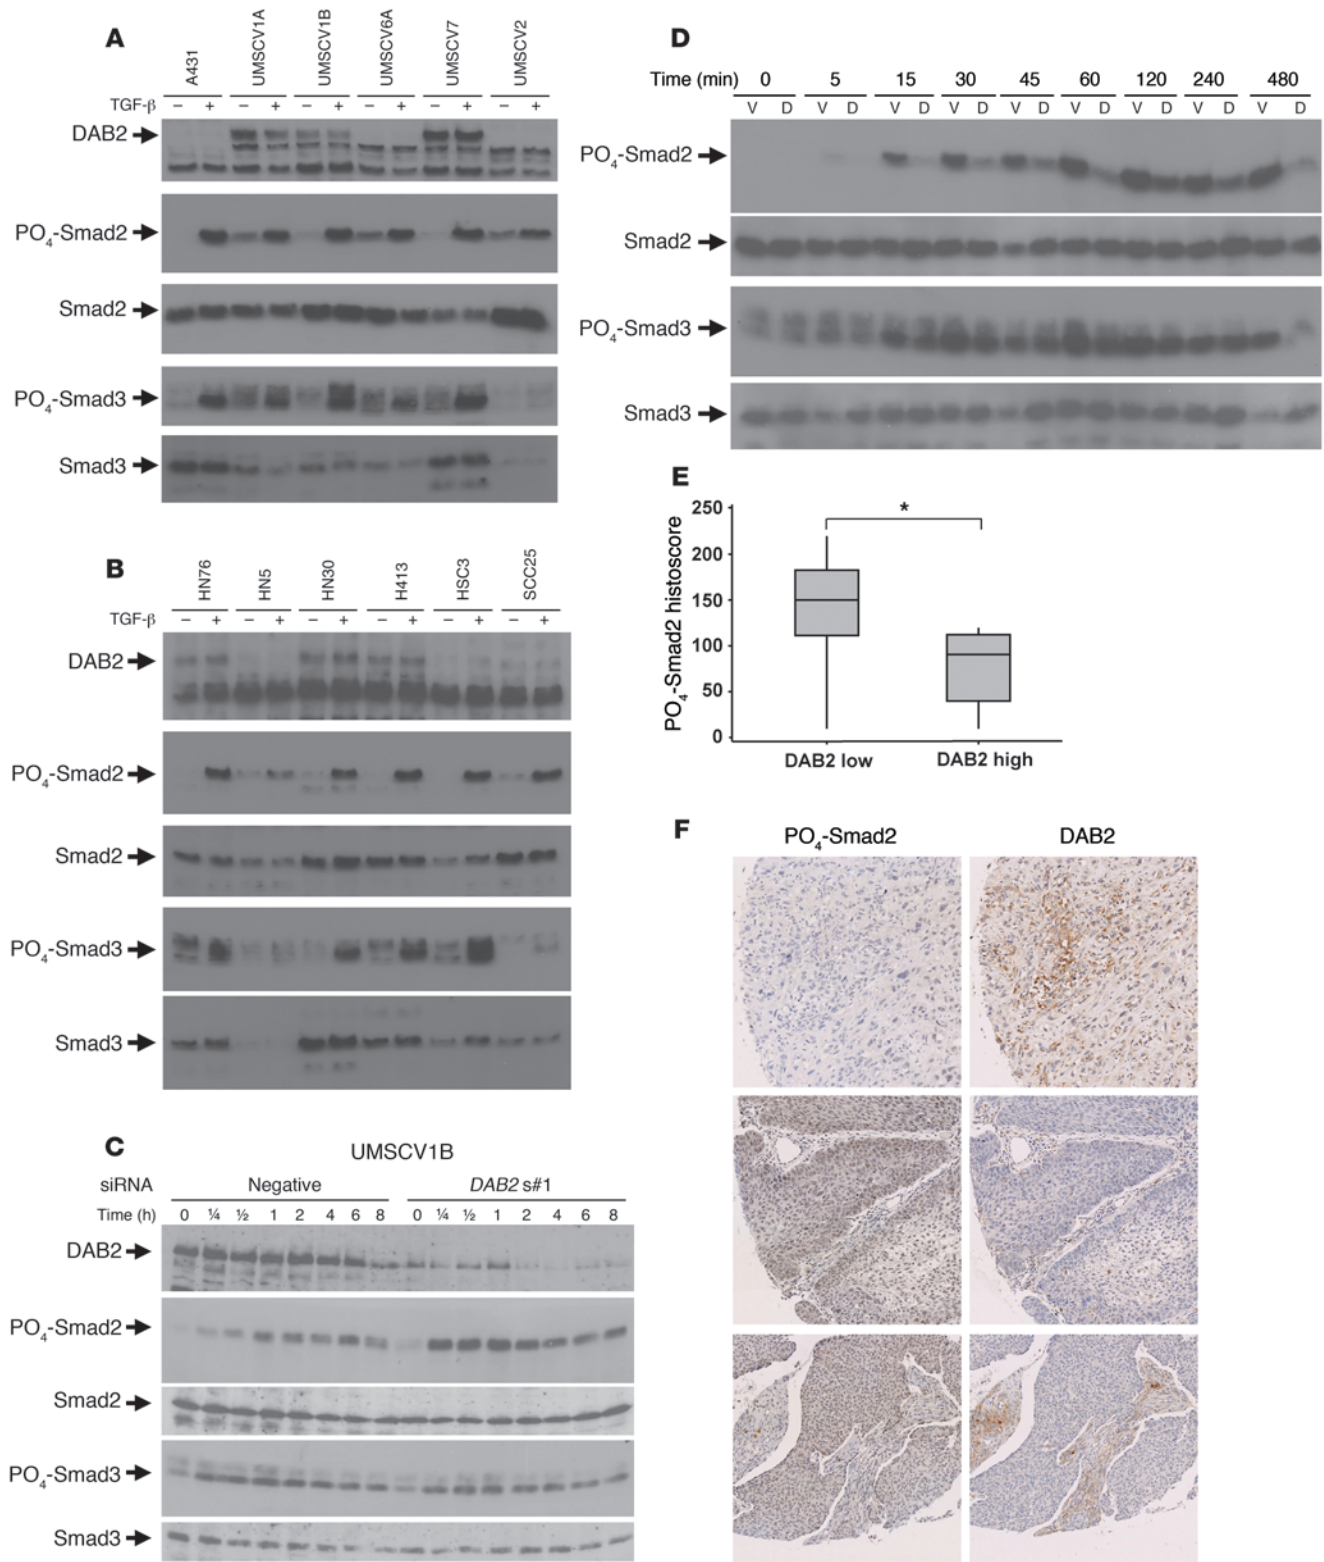 A
A431 UMSCV1A UMSCV1B UMSCV6A UMSCV7 UMSCV2
TGF-β – + – + – + – + – + – +
DAB2
PO4-Smad2
Smad2
PO4-Smad3
Smad3
B
HN76 HN5 HN30 H413 HSC3 SCC25
TGF-β – + – + – + – + – + – +
DAB2
PO4-Smad2
Smad2
PO4-Smad3
Smad3
C
UMSCV1B
siRNA Negative DAB2 s#1
Time (h) 0 ¼ ½ 1 2 4 6 8 0 ¼ ½ 1 2 4 6 8
DAB2
PO4-Smad2
Smad2
PO4-Smad3
Smad3
D
Time (min) 0 5 15 30 45 60 120 240 480
V D V D V D V D V D V D V D V D V D
PO4-Smad2
Smad2
PO4-Smad3
Smad3
E
PO4-Smad2 histoscore
250
200
150
100
50
0
*
DAB2 low DAB2 high
F
PO4-Smad2 DAB2